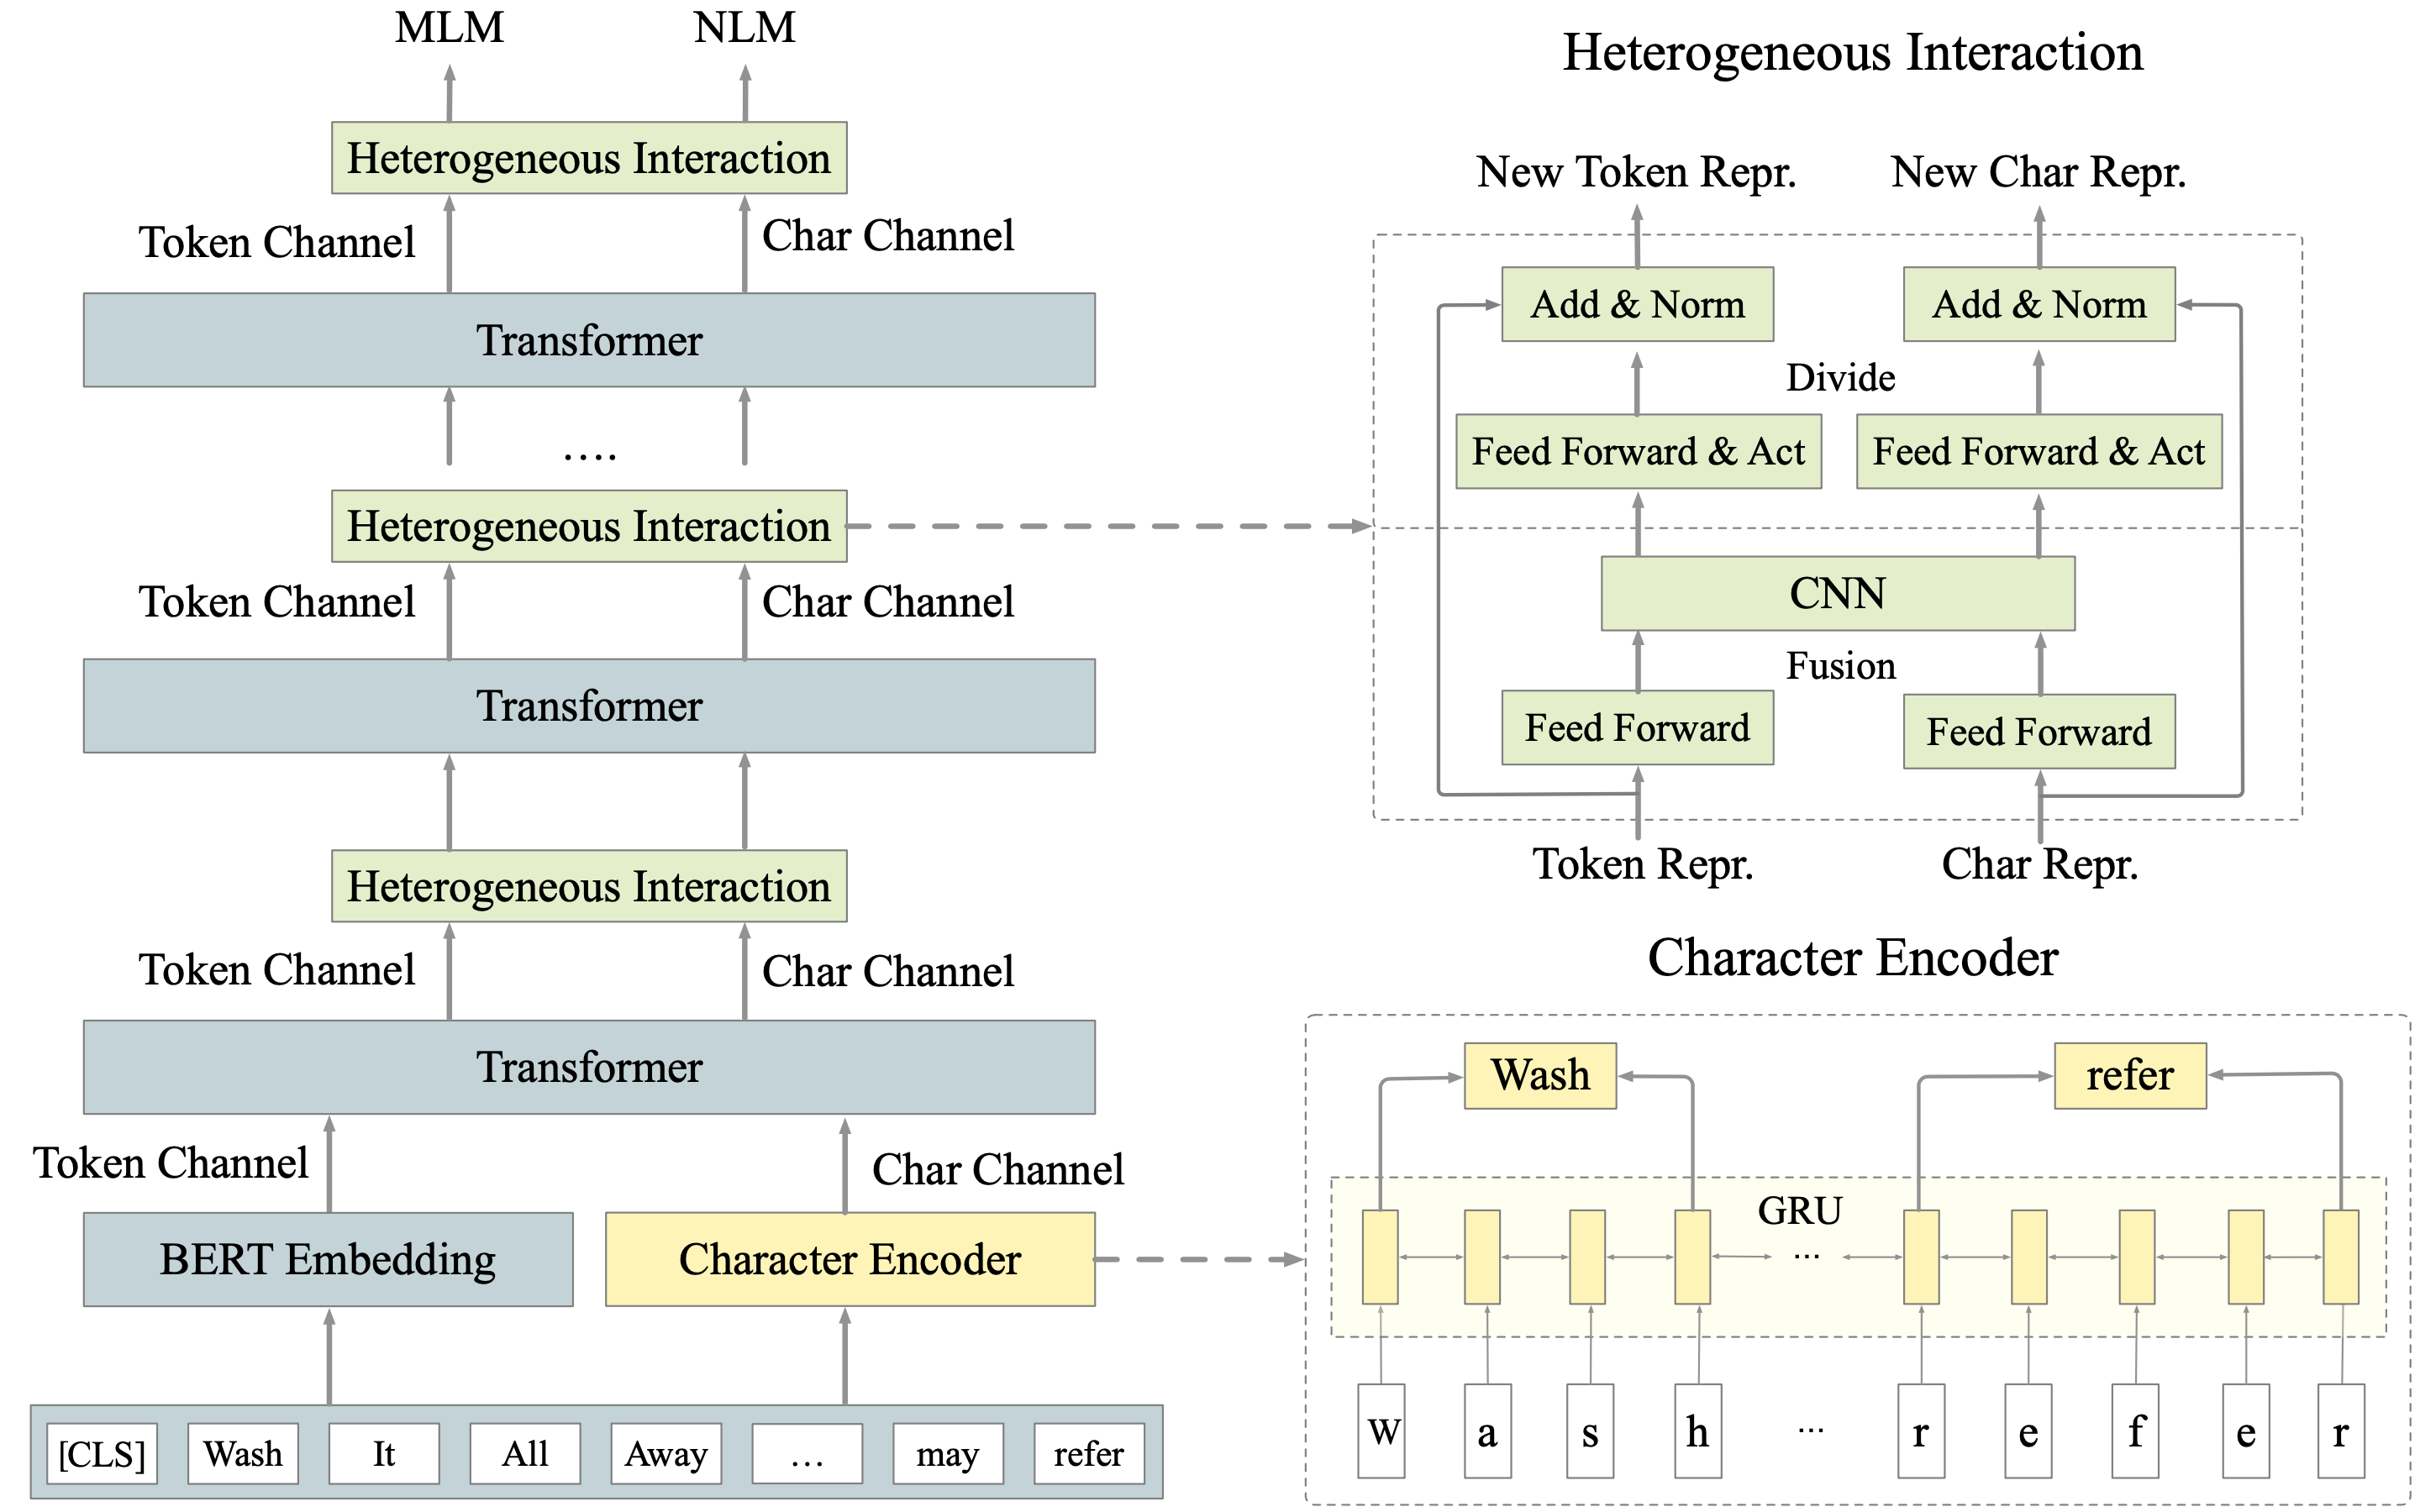 MLM NLM
Heterogeneous Interaction
Token Channel Char Channel
Transformer
....
Heterogeneous Interaction
Token Channel Char Channel
Transformer
Heterogeneous Interaction
Token Channel Char Channel
Transformer
Token Channel Char Channel
BERT Embedding Character Encoder
[CLS] Wash It All Away ... may refer
Heterogeneous Interaction
New Token Repr. New Char Repr.
Add & Norm Add & Norm
Divide
Feed Forward & Act Feed Forward & Act
CNN
Fusion
Feed Forward Feed Forward
Token Repr. Char Repr.
Character Encoder
Wash refer
GRU
...
W a s h ... r e f e r